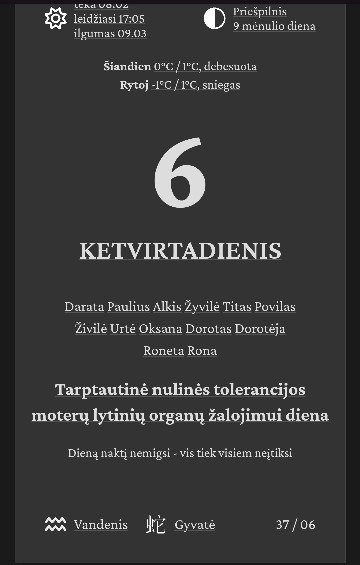 teka 08:02
leidžiasi 17:05
ilgumas 09.03
Priešpilnis
9 mėnulio diena
Šiandien 0°C / 1°C, debesuota
Rytoj -1°C / 1°C, sniegas
6
KETVIRTADIENIS
Darata Paulius Alkis Žyvilė Titas Povilas
Živilė Urtė Oksana Dorotas Dorotėja
Roneta Rona
Tarptautinė nulinės tolerancijos
moterų lytinių organų žalojimui diena
Dieną naktį nemigsi - vis tiek visiem neįtiksi
Vandenis 蛇 Gyvatė 37 / 06